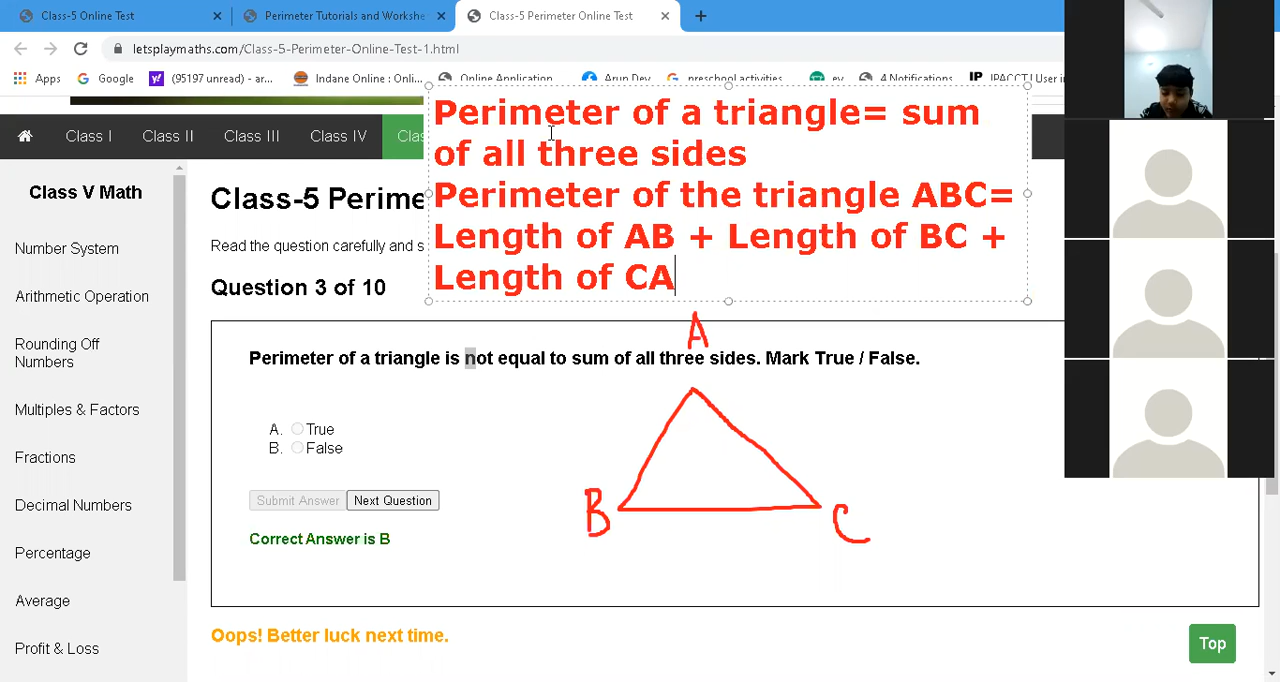 Class-5 Online Test
Perimeter Tutorials and Workshe
Class-5 Perimeter Online Test
letsplaymaths.com/Class-5-Perimeter-Online-Test-1.html
Apps
Google
(95197 unread) - ar...
Indane Online : Onli...
Online Application
Arun Dev
preschool activities
ey
4 Notifications
IPACCT | User in
Class I
Class II
Class III
Class IV
Perimeter of a triangle= sum
of all three sides
Perimeter of the triangle ABC=
Length of AB + Length of BC +
Length of CA
Class V Math
Number System
Arithmetic Operation
Rounding Off
Numbers
Multiples & Factors
Fractions
Decimal Numbers
Percentage
Average
Profit & Loss
Class-5 Perime
Read the question carefully and s
Question 3 of 10
A
Perimeter of a triangle is not equal to sum of all three sides. Mark True / False.
A. True
B. False
Submit Answer Next Question
B
C
Correct Answer is B
Oops! Better luck next time.
Top